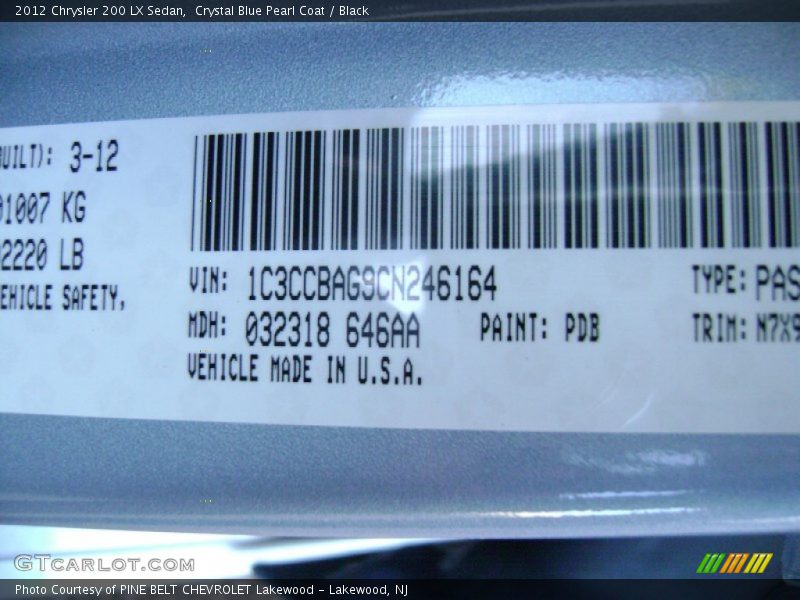 2012 Chrysler 200 LX Sedan, Crystal Blue Pearl Coat / Black
UILT): 3-12
1007 KG
2220 LB
EHICLE SAFETY,
VIN: 1C3CCBAG9CN246164
TYPE: PAS
MDH: 032318 646AA
PAINT: PDB
TRIM: N7X9
VEHICLE MADE IN U.S.A.
GTCARLOT.COM
Photo Courtesy of PINE BELT CHEVROLET Lakewood - Lakewood, NJ